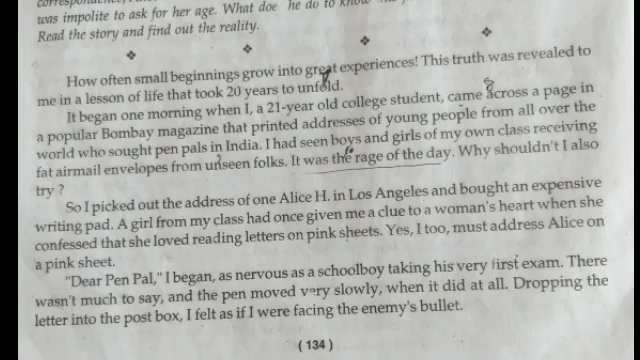 was impolite to ask for her age. What doe he do to know
Read the story and find out the reality.
How often small beginnings grow into great experiences! This truth was revealed to
me in a lesson of life that took 20 years to unfold.
It began one morning when I, a 21-year old college student, came across a page in
a popular Bombay magazine that printed addresses of young people from all over the
world who sought pen pals in India. I had seen boys and girls of my own class receiving
fat airmail envelopes from unseen folks. It was the rage of the day. Why shouldn't I also
try ?
So I picked out the address of one Alice H. in Los Angeles and bought an expensive
writing pad. A girl from my class had once given me a clue to a woman's heart when she
confessed that she loved reading letters on pink sheets. Yes, I too, must address Alice on
a pink sheet.
"Dear Pen Pal," I began, as nervous as a schoolboy taking his very first exam. There
wasn't much to say, and the pen moved very slowly, when it did at all. Dropping the
letter into the post box, I felt as if I were facing the enemy's bullet.
( 134 )